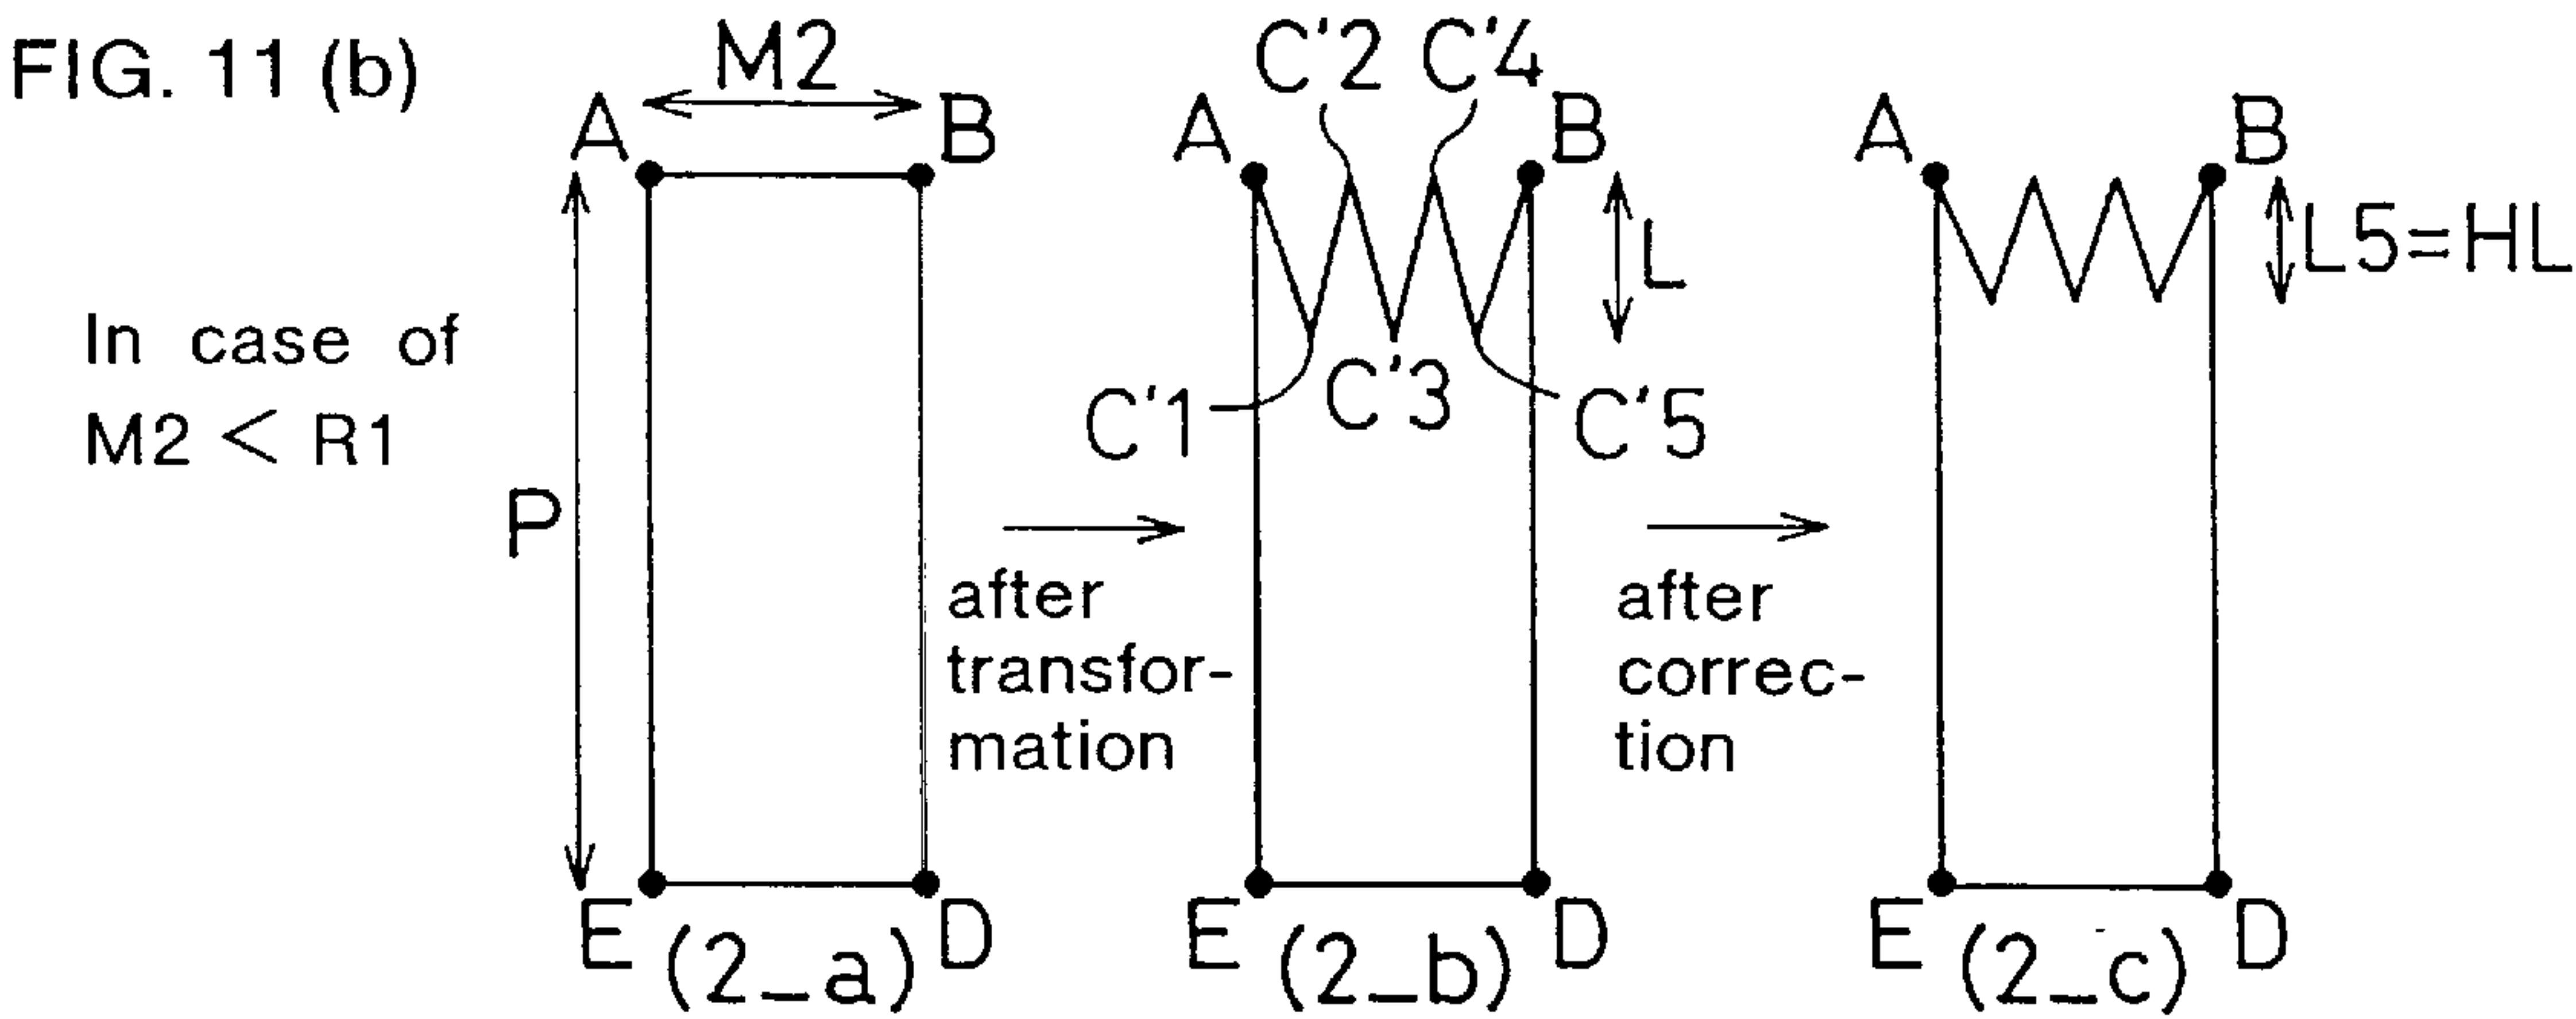 FIG. 11 (b)
In case of
M2 < R1
M2
A
B
P
E
D
(2_a)
after
transfor-
mation
C'2
C'4
A
B
L
C'1
C'3
C'5
E
D
(2_b)
after
correc-
tion
A
B
L5=HL
E
D
(2_c)